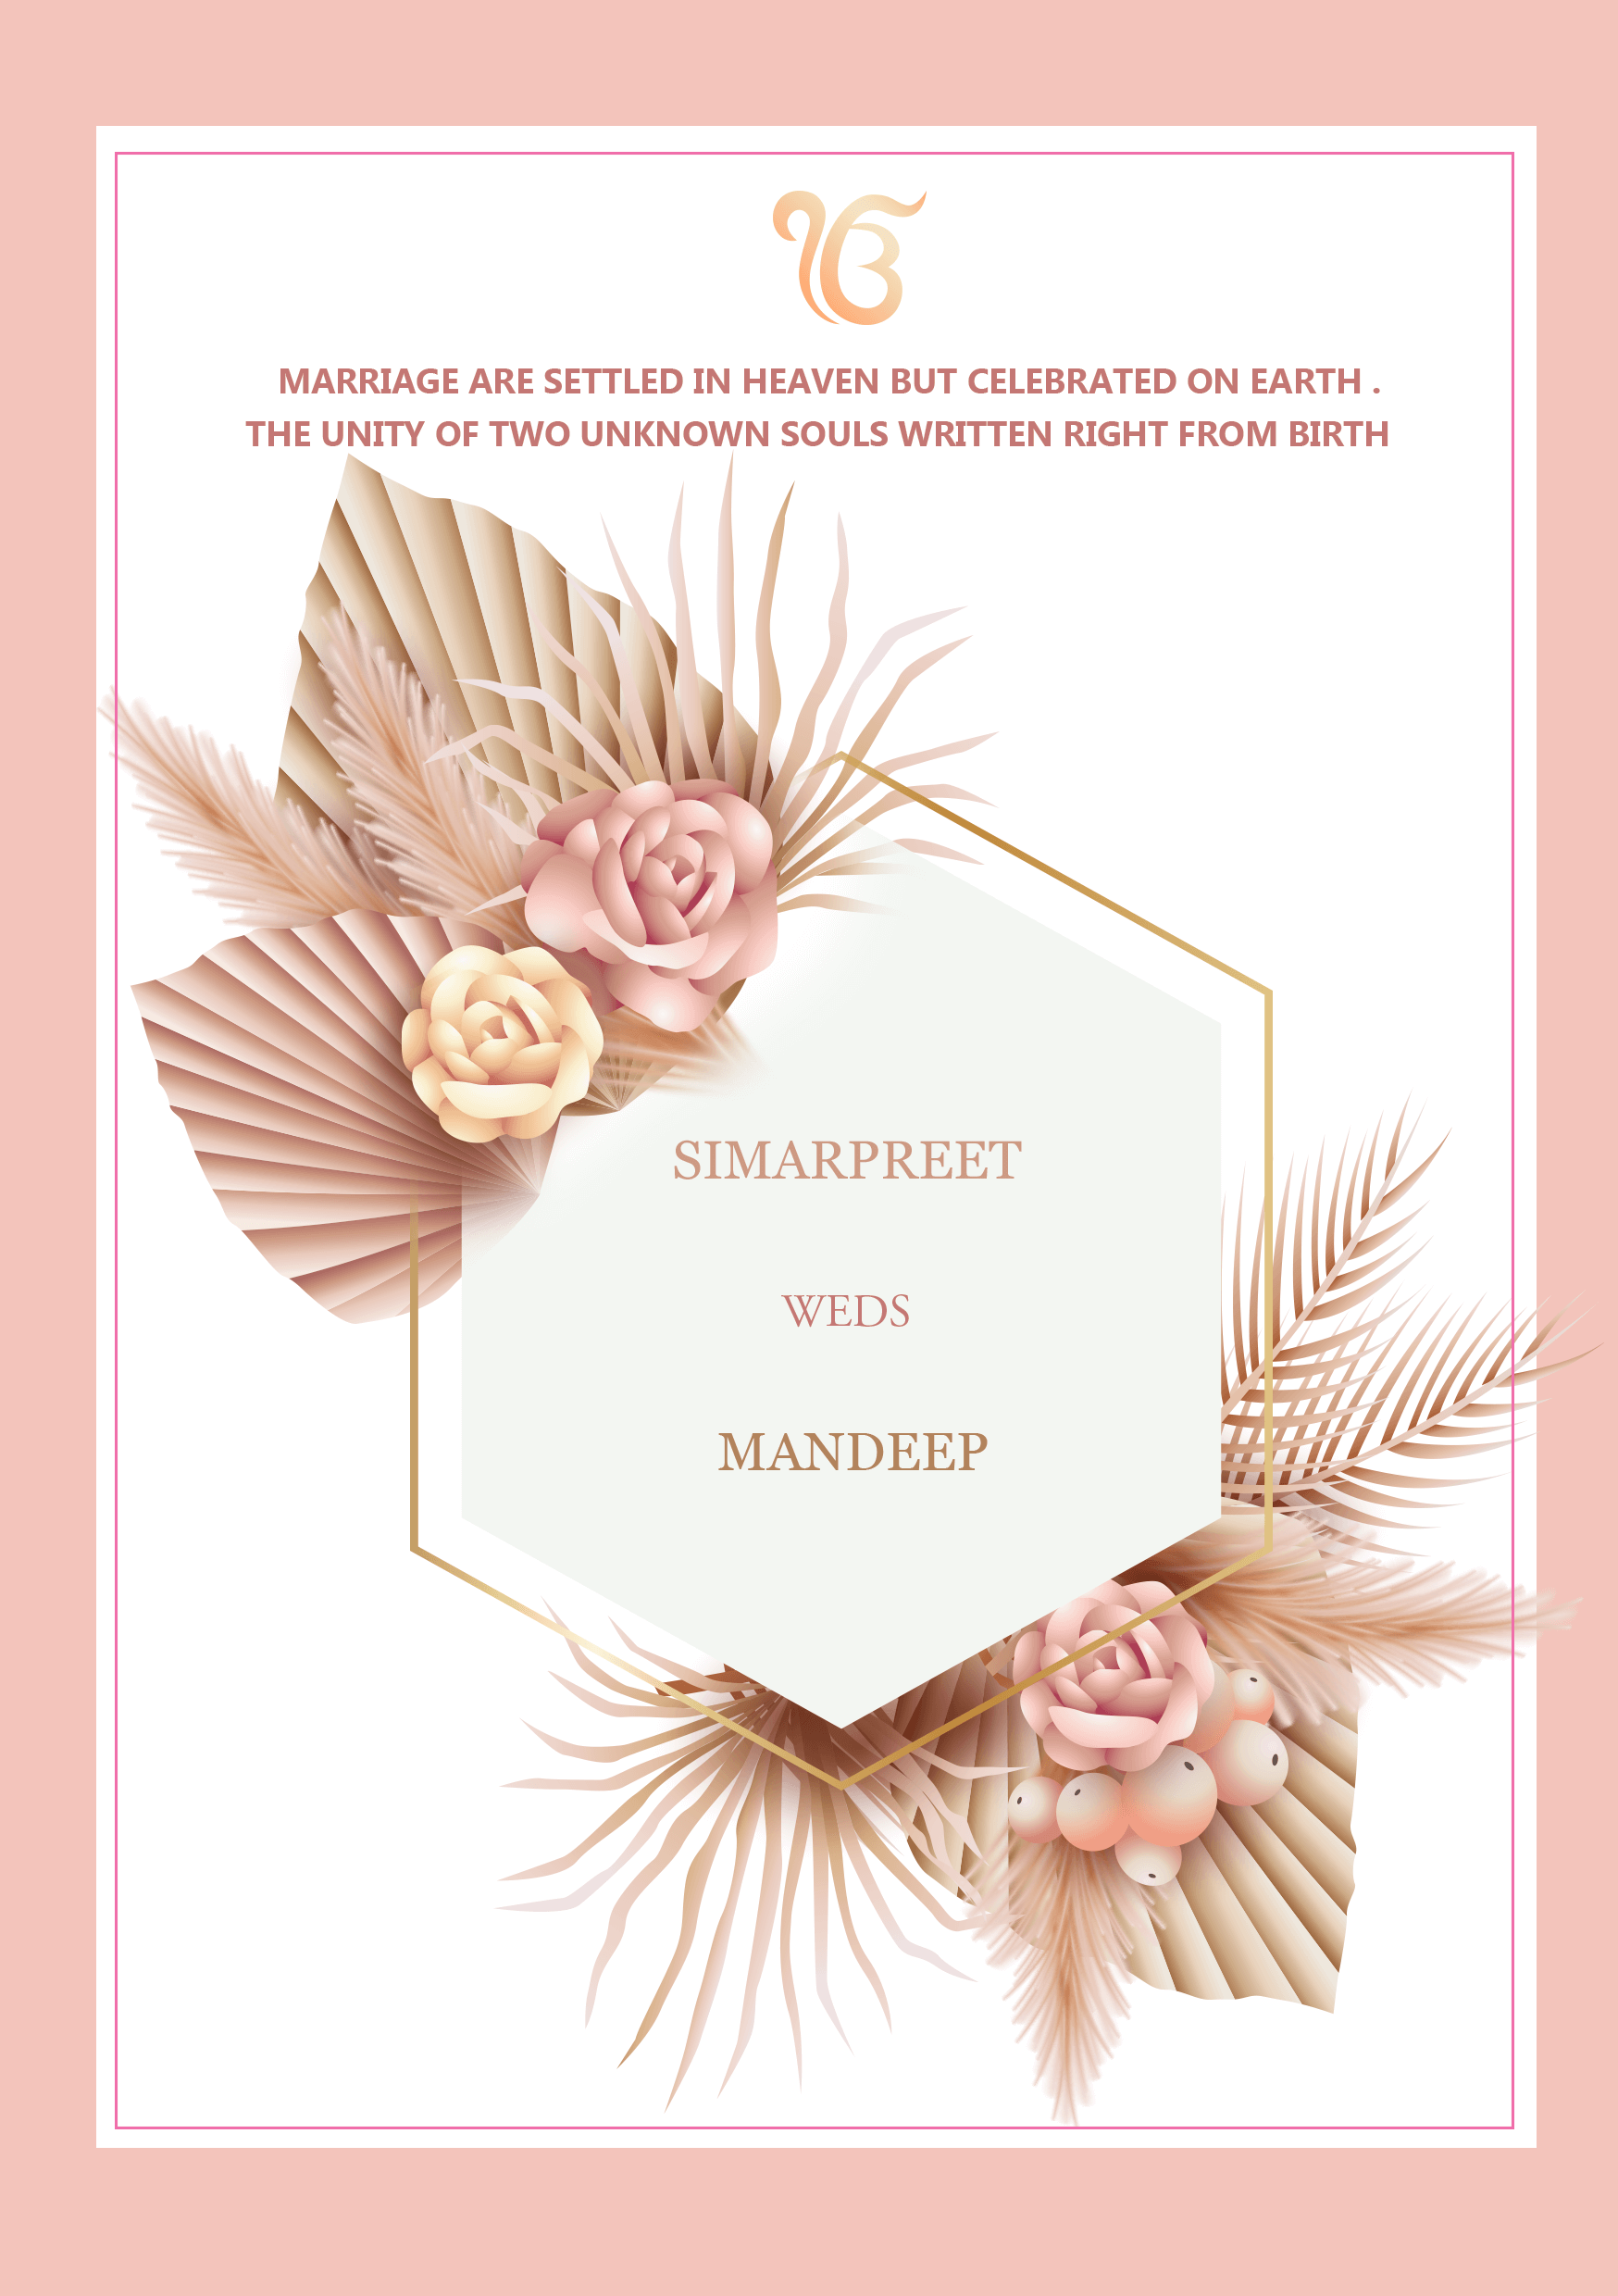 ੴ
MARRIAGE ARE SETTLED IN HEAVEN BUT CELEBRATED ON EARTH .
THE UNITY OF TWO UNKNOWN SOULS WRITTEN RIGHT FROM BIRTH
SIMARPREET
WEDS
MANDEEP